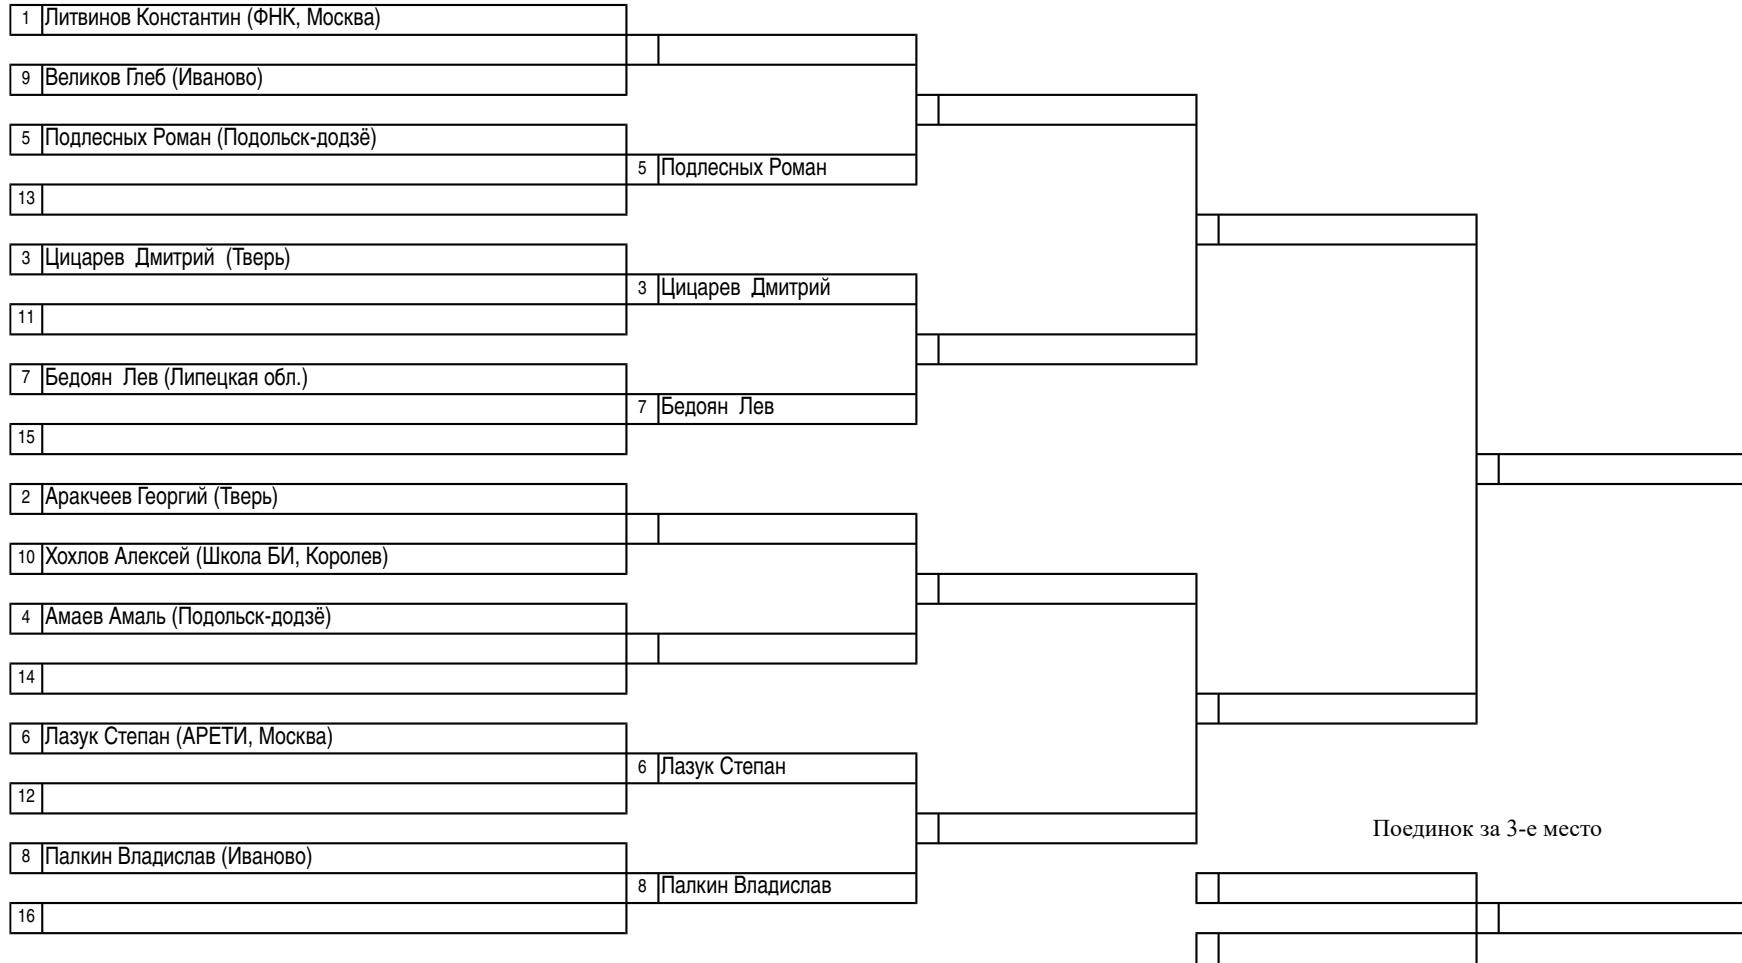 1 Литвинов Константин (ФНК, Москва)
9 Великов Глеб (Иваново)
5 Подлесных Роман (Подольск-додзё)
5 Подлесных Роман
13
3 Цицарев Дмитрий (Тверь)
3 Цицарев Дмитрий
11
7 Бедоян Лев (Липецкая обл.)
7 Бедоян Лев
15
2 Аракчеев Георгий (Тверь)
10 Хохлов Алексей (Школа БИ, Королев)
4 Амаев Амаль (Подольск-додзё)
14
6 Лазук Степан (АРЕТИ, Москва)
6 Лазук Степан
12
Поединок за 3-е место
8 Палкин Владислав (Иваново)
8 Палкин Владислав
16